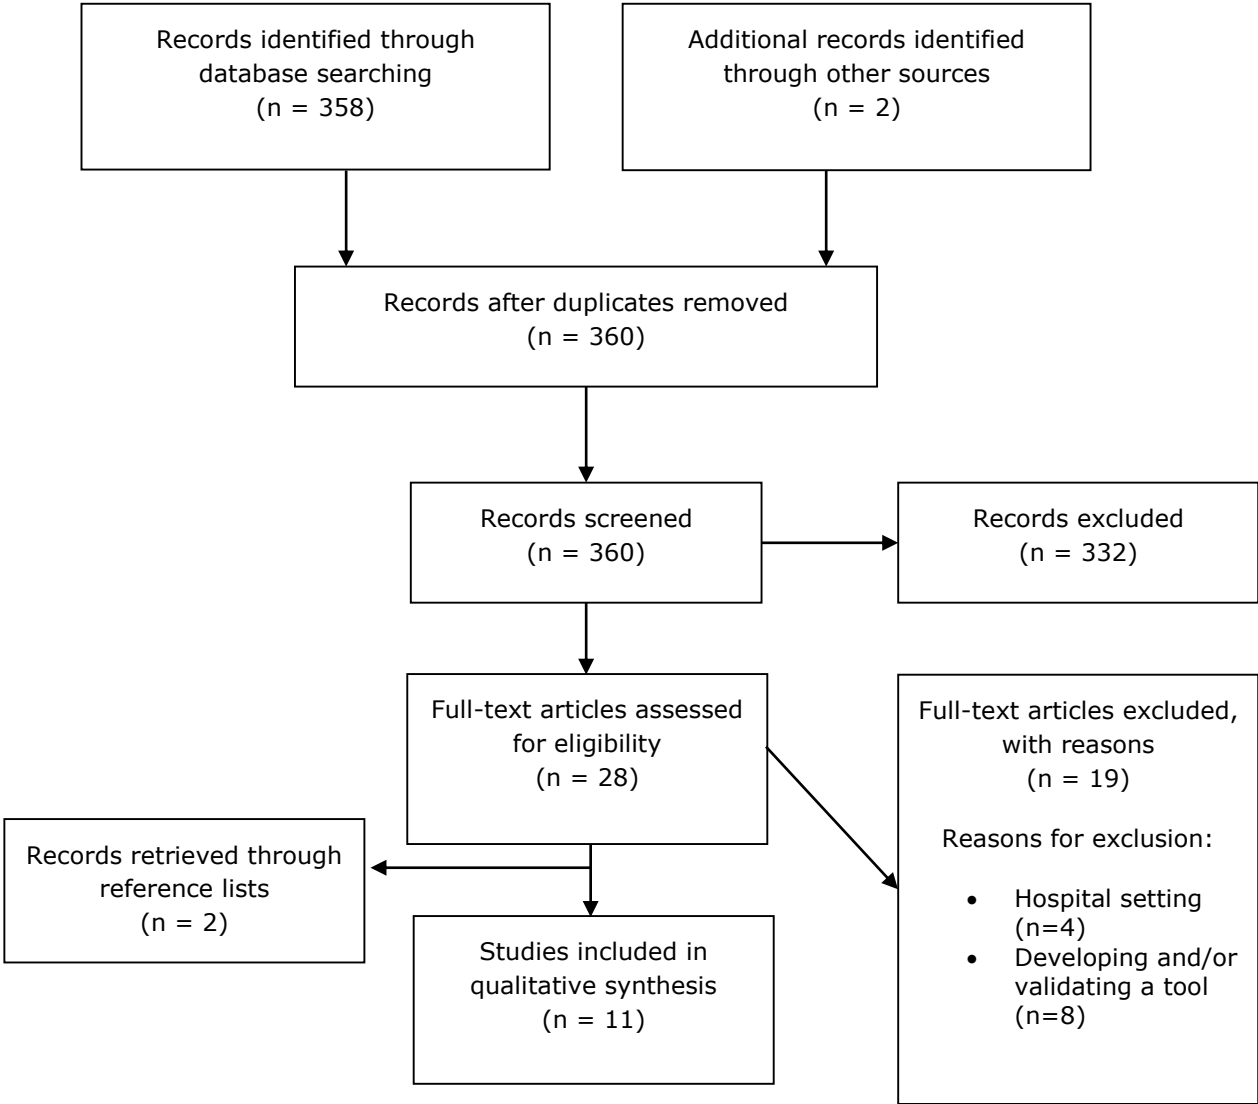 Records identified through
database searching
(n = 358)
Additional records identified
through other sources
(n = 2)
Records after duplicates removed
(n = 360)
Records screened
(n = 360)
Records excluded
(n = 332)
Full-text articles assessed
for eligibility
(n = 28)
Full-text articles excluded,
with reasons
(n = 19)
Reasons for exclusion:
• Hospital setting
(n=4)
• Developing and/or
validating a tool
(n=8)
Records retrieved through
reference lists
(n = 2)
Studies included in
qualitative synthesis
(n = 11)